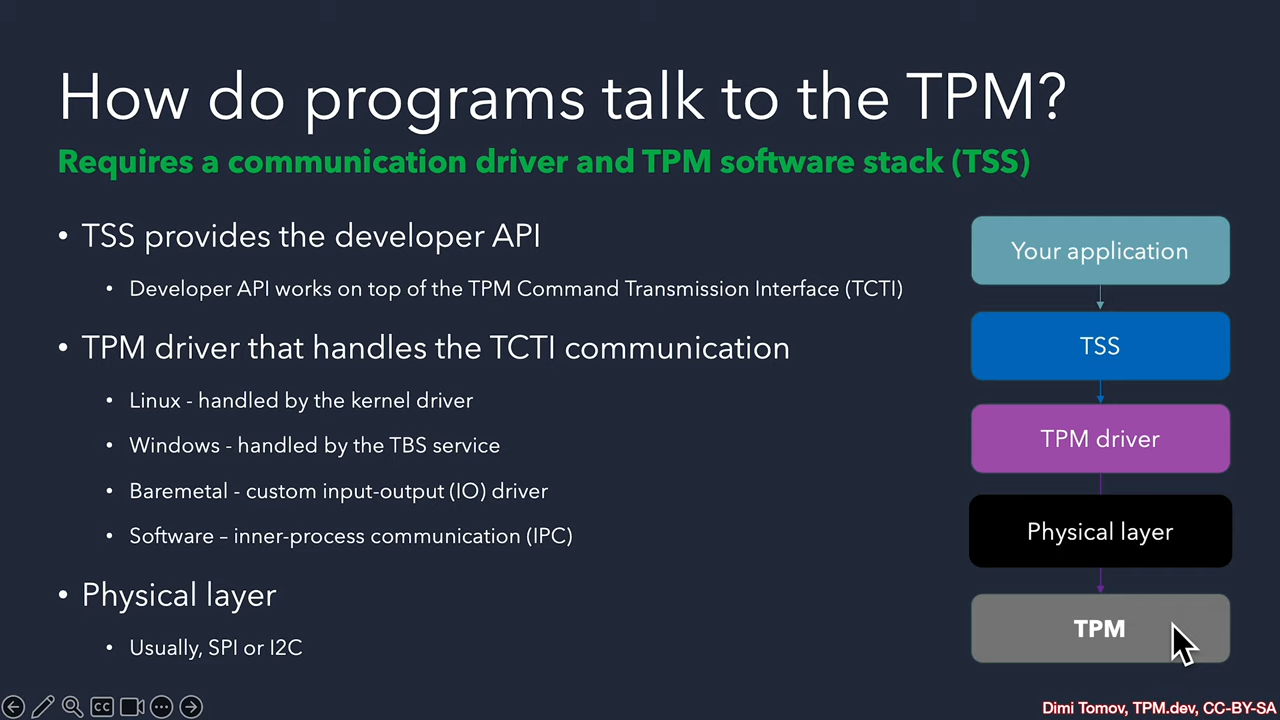 How do programs talk to the TPM?
Requires a communication driver and TPM software stack (TSS)
• TSS provides the developer API
• Developer API works on top of the TPM Command Transmission Interface (TCTI)
• TPM driver that handles the TCTI communication
• Linux - handled by the kernel driver
• Windows - handled by the TBS service
• Baremetal - custom input-output (IO) driver
• Software – inner-process communication (IPC)
• Physical layer
• Usually, SPI or I2C
Your application
TSS
TPM driver
Physical layer
TPM
CC
Dimi Tomov, TPM.dev, CC-BY-SA